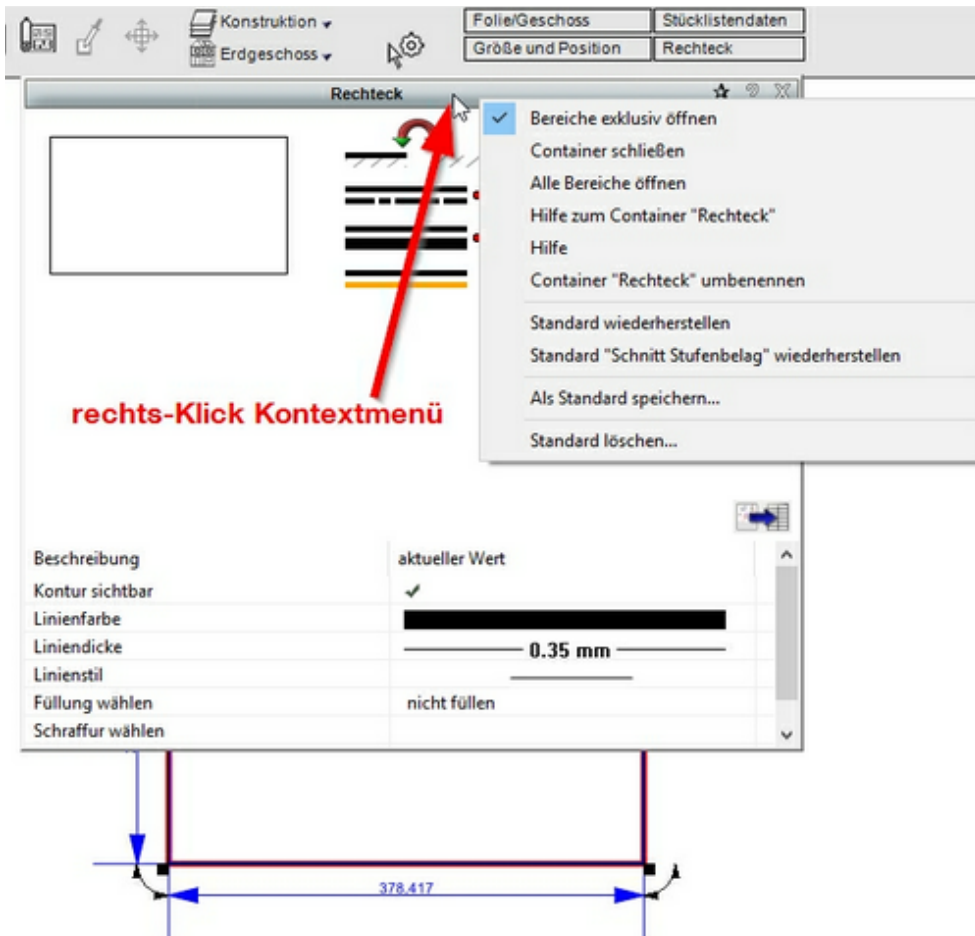 Konstruktion
Erdgeschoss
Folie/Geschoss
Stücklistendaten
Größe und Position
Rechteck
Rechteck
Bereiche exklusiv öffnen
Container schließen
Alle Bereiche öffnen
Hilfe zum Container "Rechteck"
Hilfe
Container "Rechteck" umbenennen
Standard wiederherstellen
Standard "Schnitt Stufenbelag" wiederherstellen
Als Standard speichern...
Standard löschen...
rechts-Klick Kontextmenü
Beschreibung aktueller Wert
Kontur sichtbar
Linienfarbe
Liniendicke 0.35 mm
Linienstil
Füllung wählen nicht füllen
Schraffur wählen
378.417